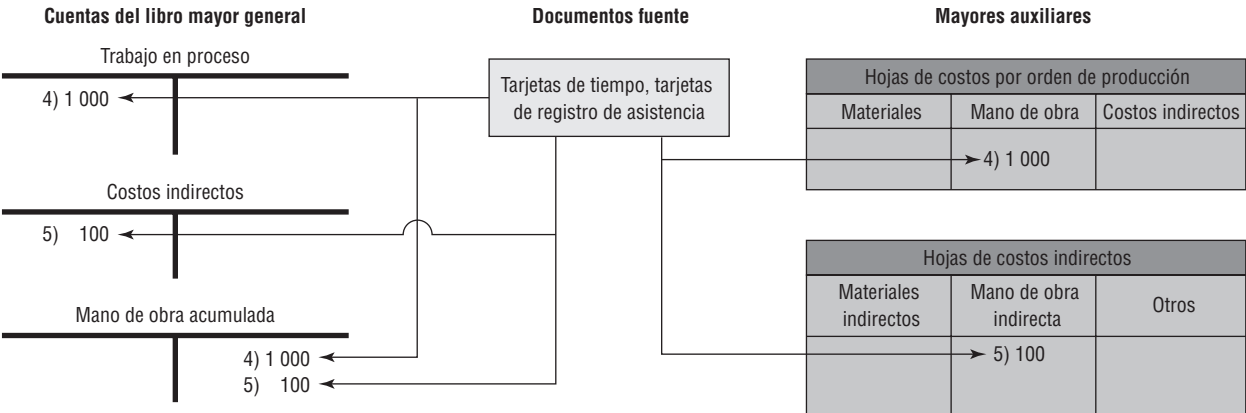 Cuentas del libro mayor general
Documentos fuente
Mayores auxiliares
Trabajo en proceso
4) 1 000
Costos indirectos
5) 100
Mano de obra acumulada
4) 1 000
5) 100
Tarjetas de tiempo, tarjetas
de registro de asistencia
Hojas de costos por orden de producción
Materiales
Mano de obra
Costos indirectos
4) 1 000
Hojas de costos indirectos
Materiales
indirectos
Mano de obra
indirecta
Otros
5) 100